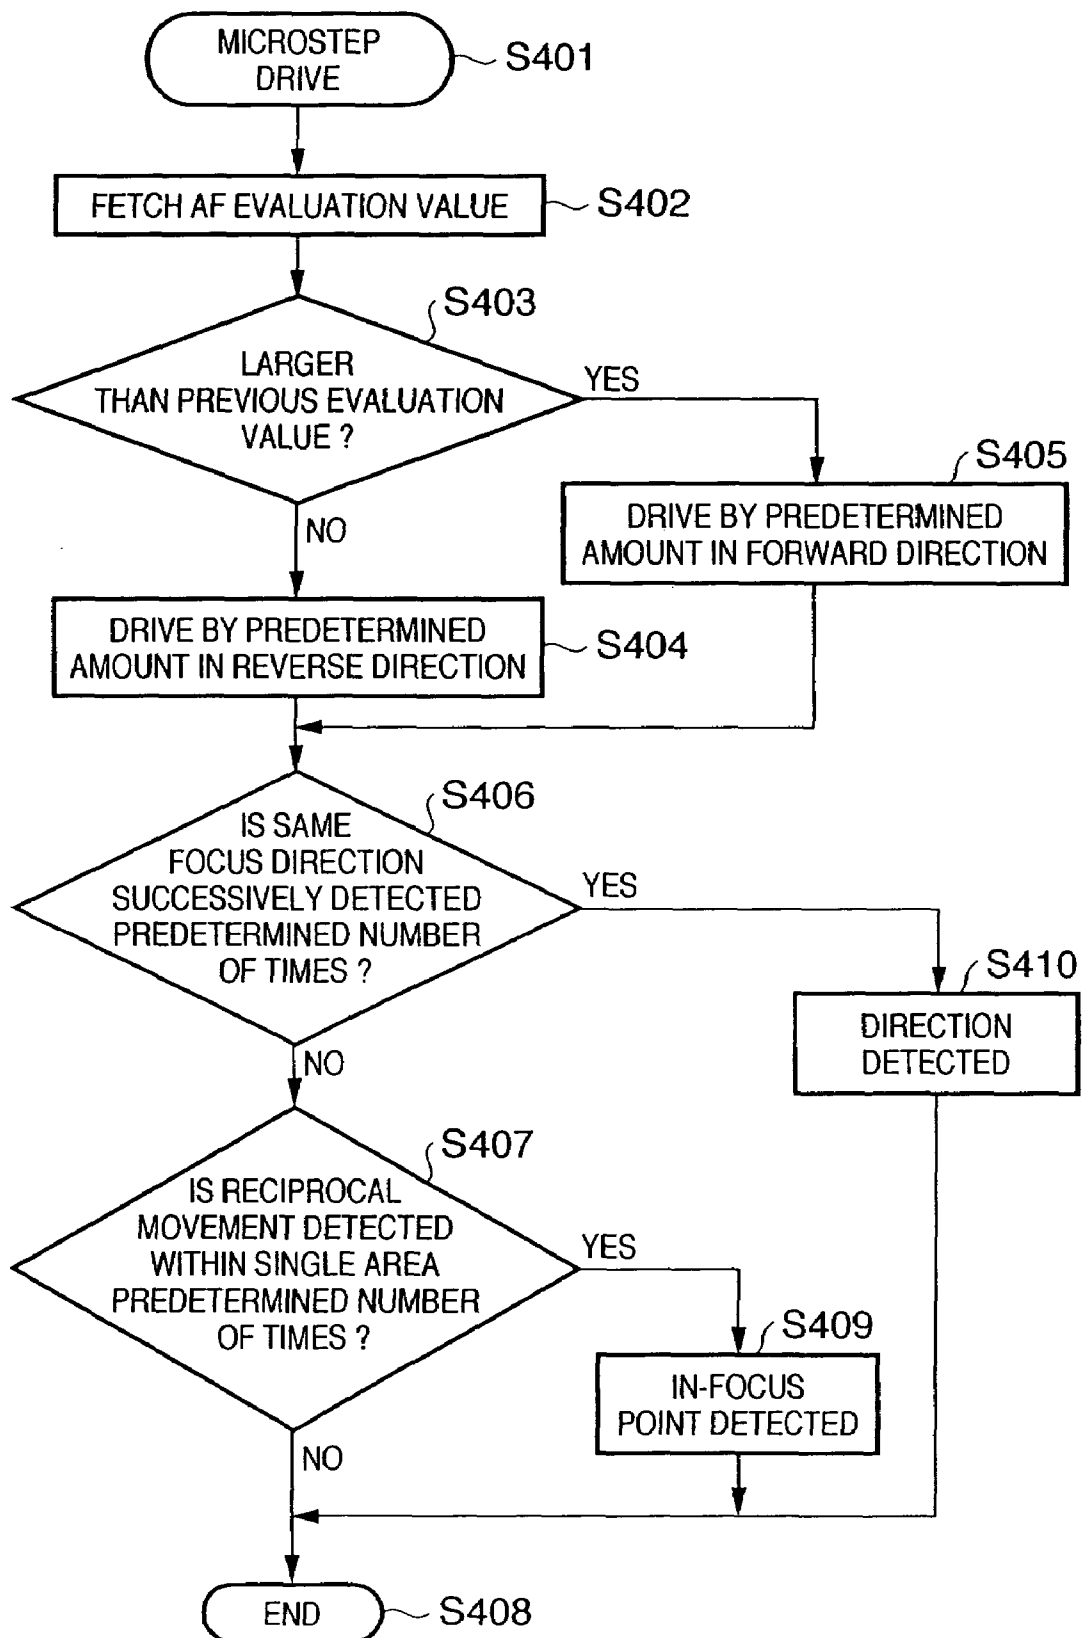 MICROSTEP
DRIVE
S401
FETCH AF EVALUATION VALUE
S402
S403
LARGER
THAN PREVIOUS EVALUATION
VALUE ?
YES
NO
S405
DRIVE BY PREDETERMINED
AMOUNT IN FORWARD DIRECTION
DRIVE BY PREDETERMINED
AMOUNT IN REVERSE DIRECTION
S404
S406
IS SAME
FOCUS DIRECTION
SUCCESSIVELY DETECTED
PREDETERMINED NUMBER
OF TIMES ?
YES
NO
S410
DIRECTION
DETECTED
S407
IS RECIPROCAL
MOVEMENT DETECTED
WITHIN SINGLE AREA
PREDETERMINED NUMBER
OF TIMES ?
YES
NO
S409
IN-FOCUS
POINT DETECTED
END
S408